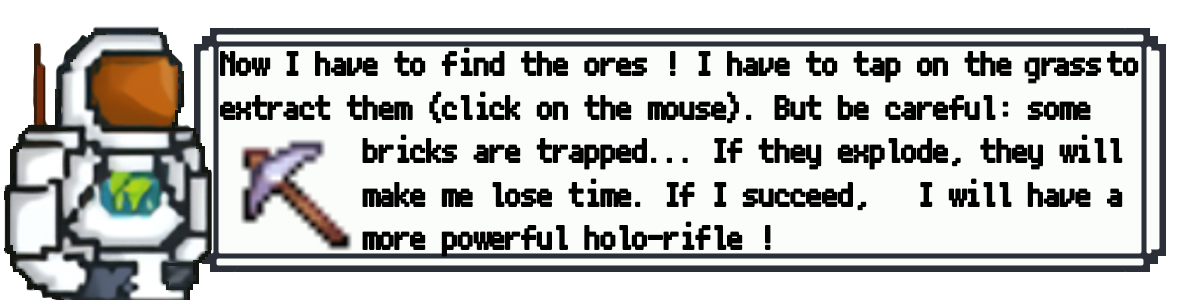 Now I have to find the ores ! I have to tap on the grass to
extract them (click on the mouse). But be careful: some
bricks are trapped... If they explode, they will
make me lose time. If I succeed, I will have a
more powerful holo-rifle !